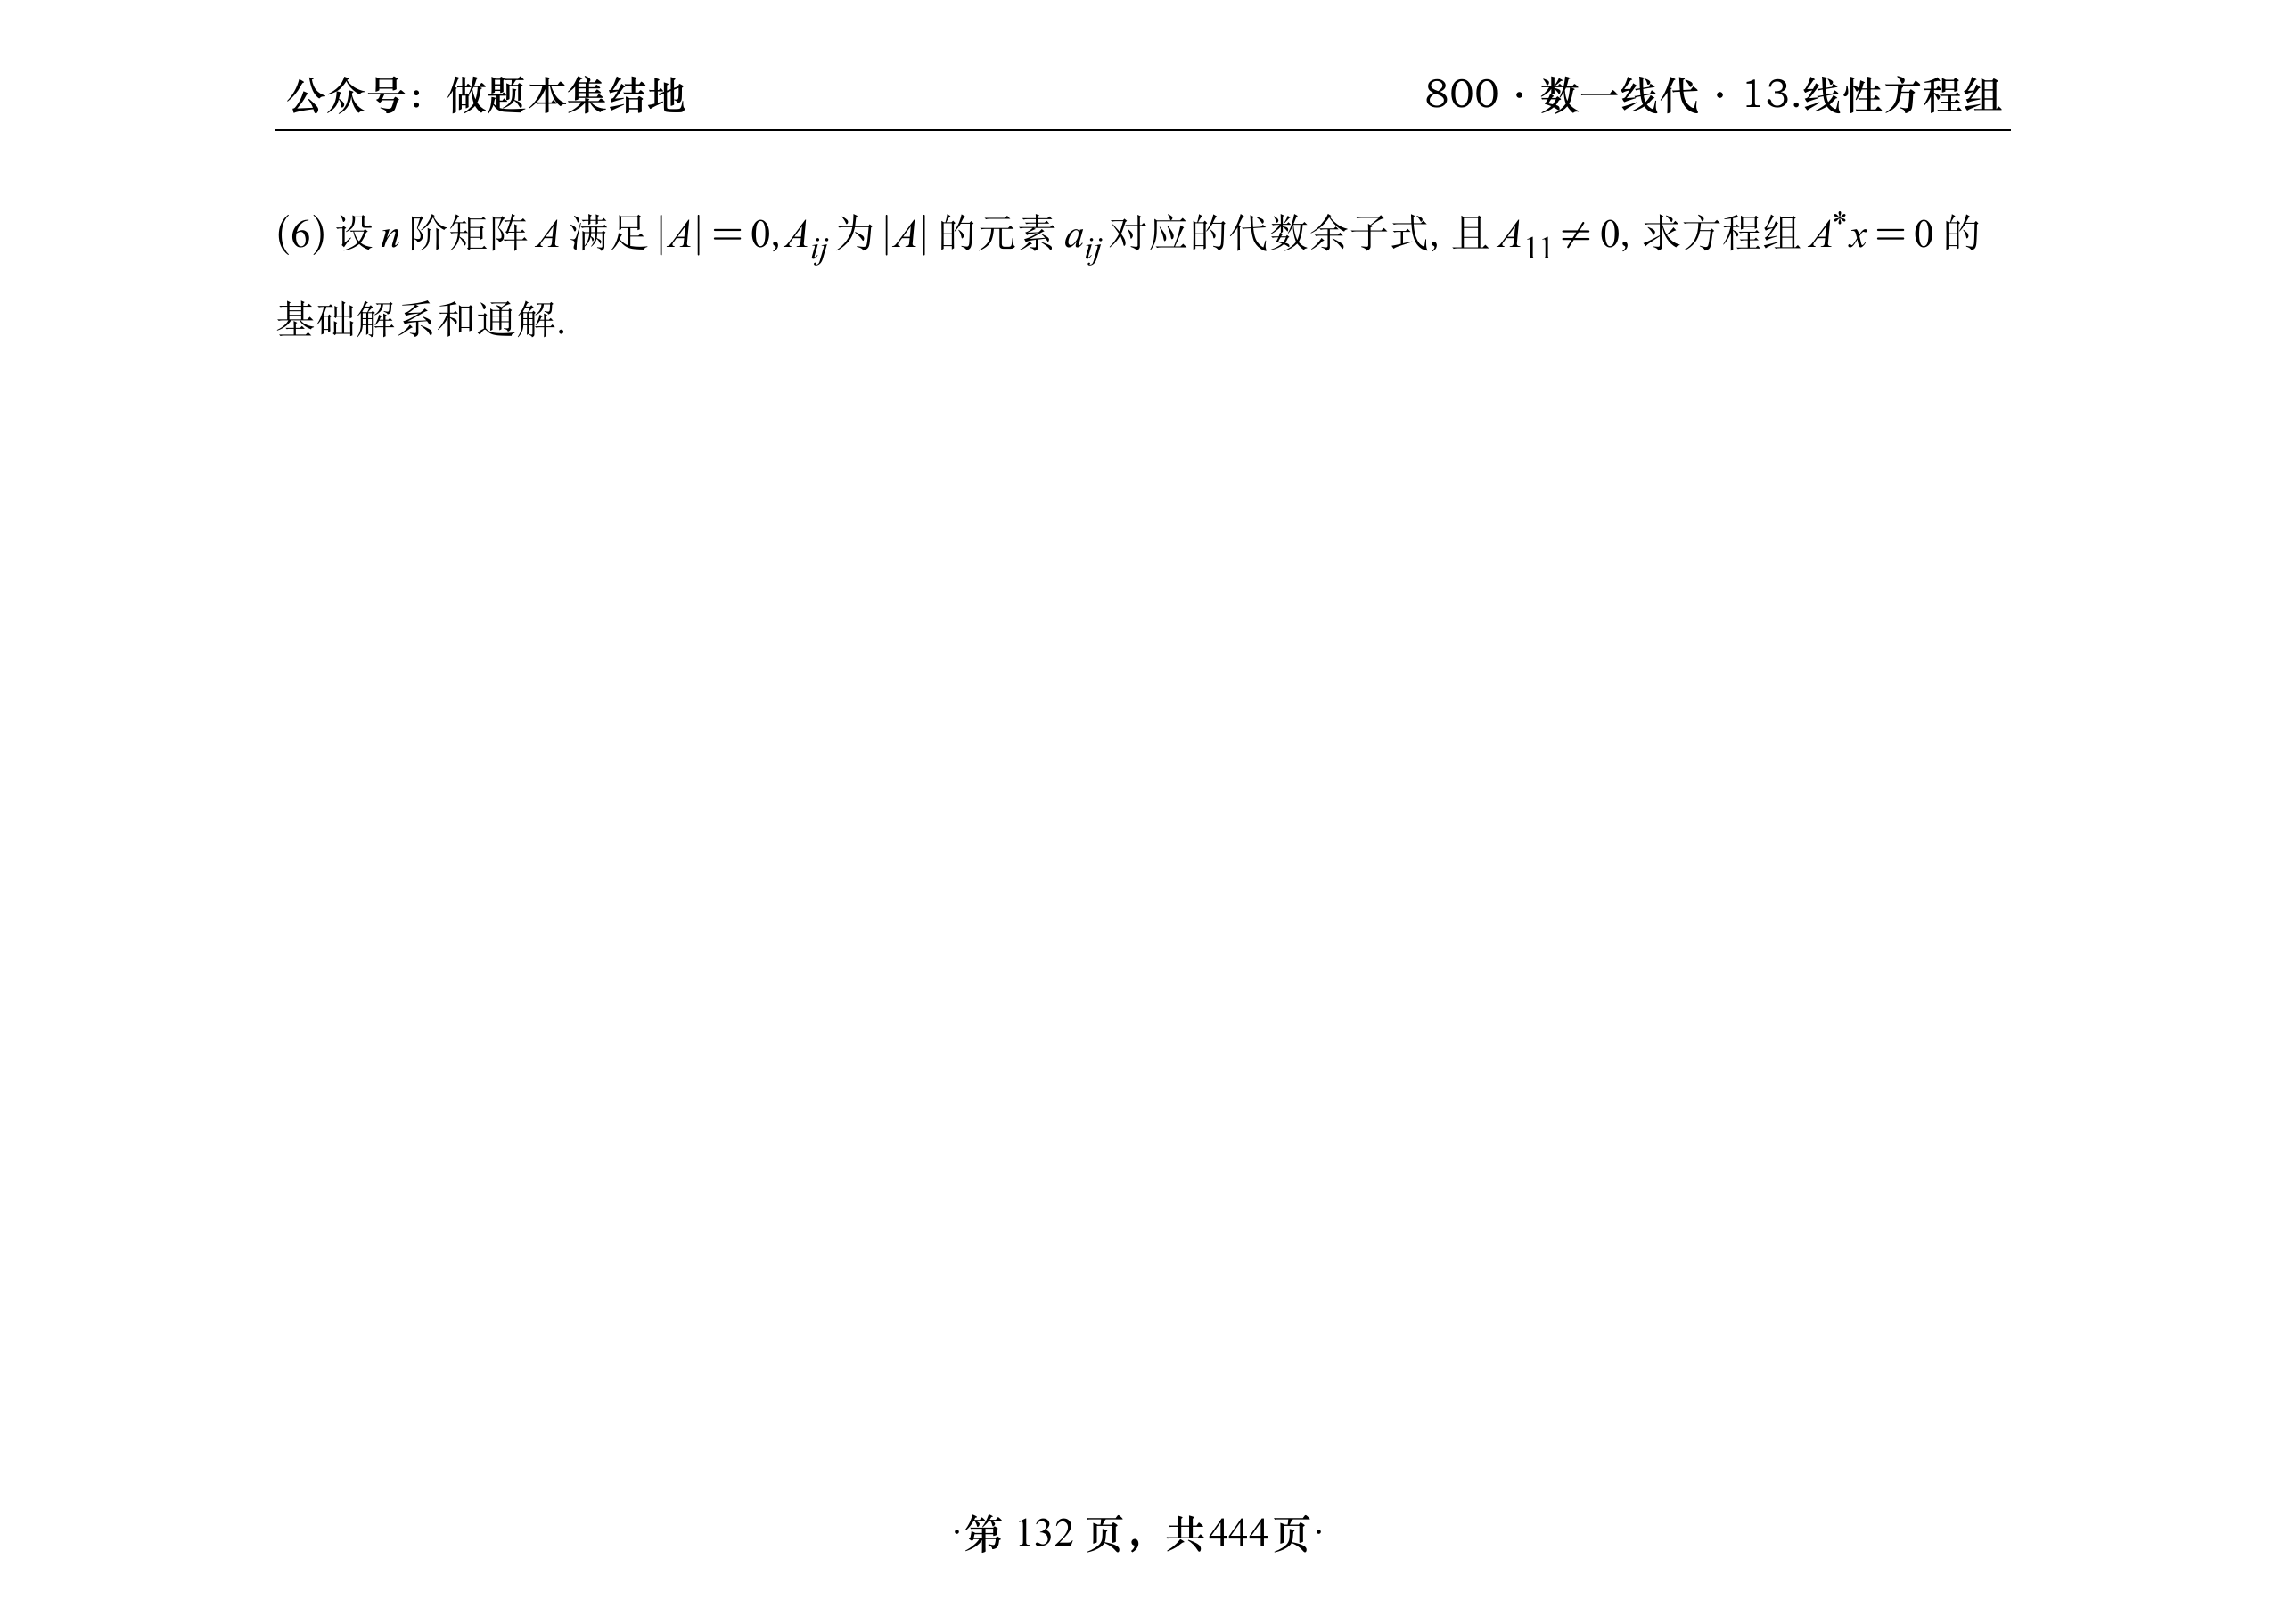 公众号：做题本集结地
800・数一线代・13.线性方程组
(6) 设 n 阶矩阵 A 满足 |A| = 0, A_{ij} 为 |A| 的元素 a_{ij} 对应的代数余子式, 且 A_{11} ≠ 0, 求方程组 A^*x = 0 的
基础解系和通解.
·第 132 页，共444页·